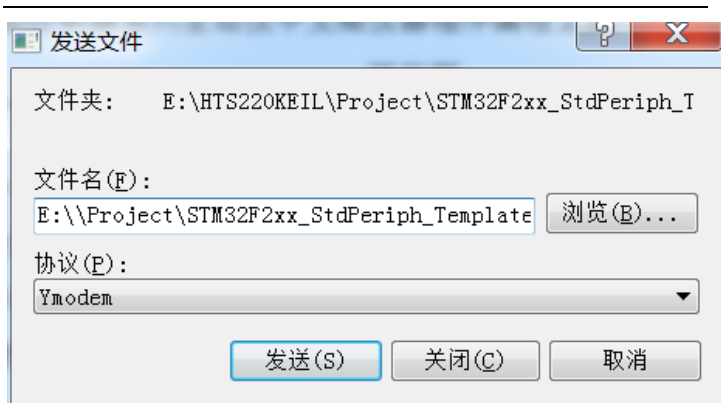 发送文件
文件夹: E:\HTS220KEIL\Project\STM32F2xx_StdPeriph_T
文件名(F):
E:\\Project\STM32F2xx_StdPeriph_Template 浏览(B)...
协议(P):
Ymodem
发送(S) 关闭(C) 取消